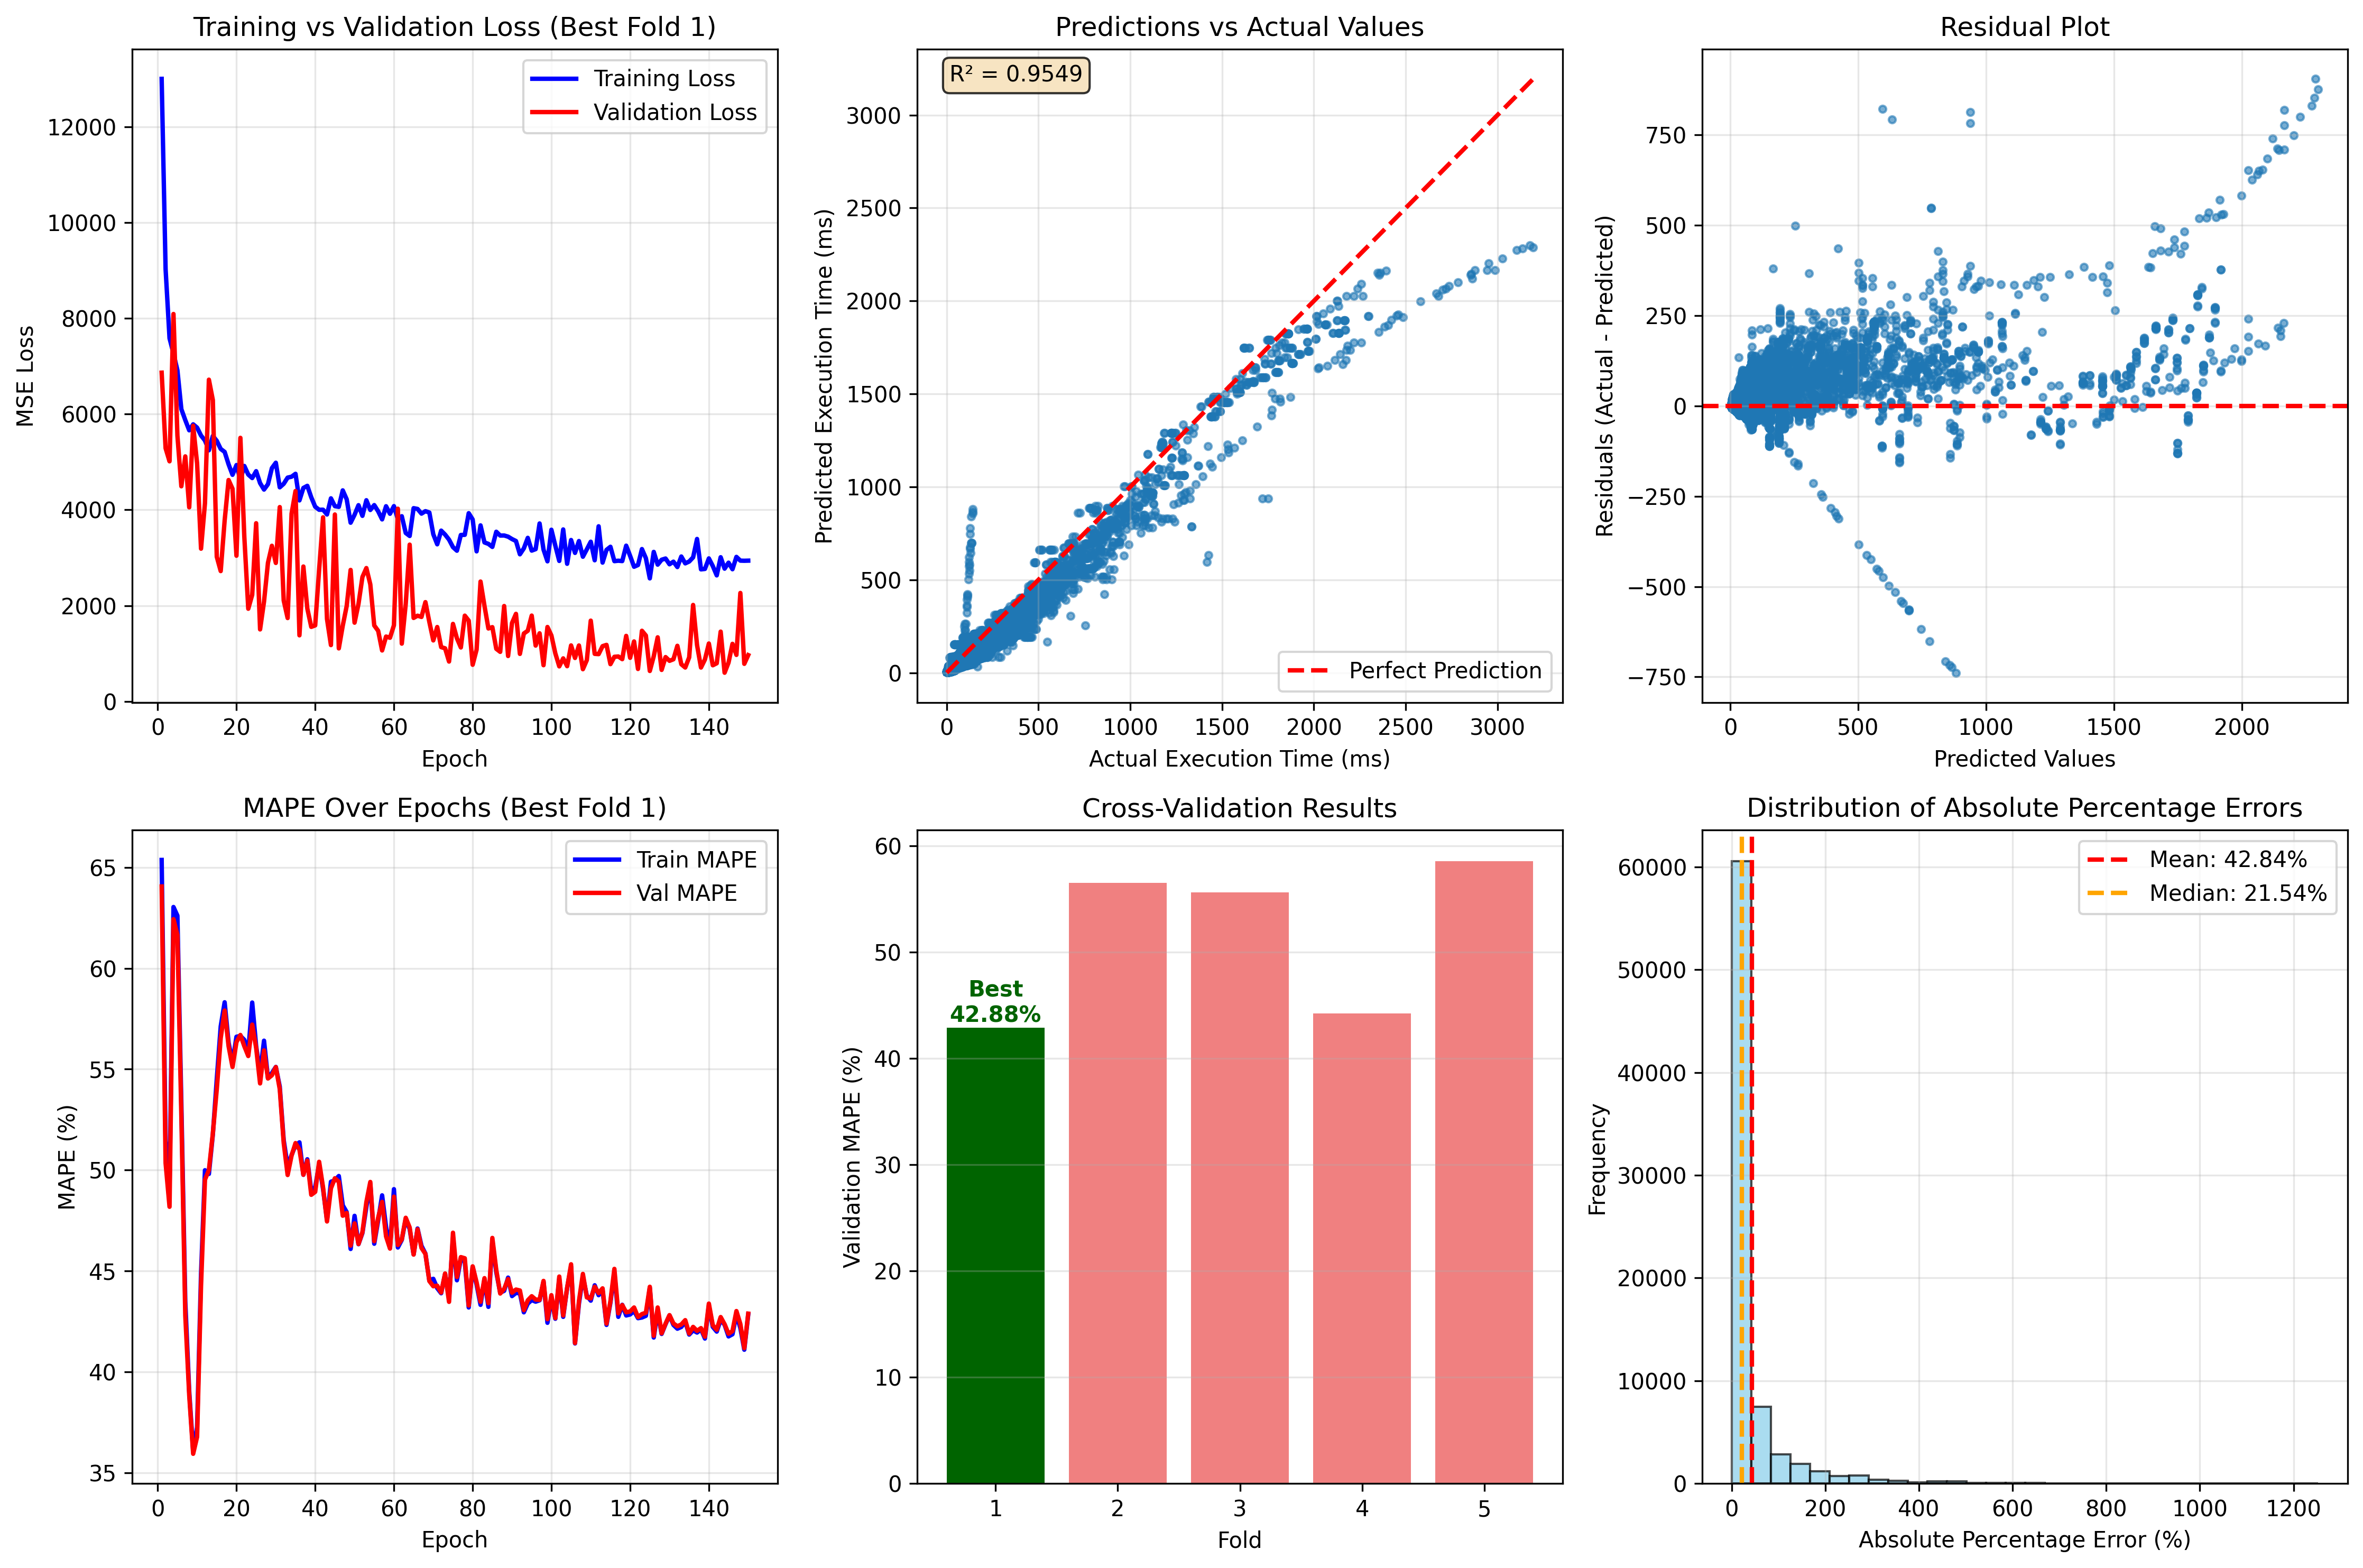 Training vs Validation Loss (Best Fold 1)
MSE Loss
12000
10000
8000
6000
4000
2000
0
Training Loss
Validation Loss
0 20 40 60 80 100 120 140
Epoch
Predictions vs Actual Values
Predicted Execution Time (ms)
R² = 0.9549
3000
2500
2000
1500
1000
500
0
Perfect Prediction
0 500 1000 1500 2000 2500 3000
Actual Execution Time (ms)
Residual Plot
Residuals (Actual - Predicted)
750
500
250
0
−250
−500
−750
0 500 1000 1500 2000
Predicted Values
MAPE Over Epochs (Best Fold 1)
MAPE (%)
65
60
55
50
45
40
35
Train MAPE
Val MAPE
0 20 40 60 80 100 120 140
Epoch
Cross-Validation Results
Validation MAPE (%)
60
50
40
30
20
10
0
Best
42.88%
1 2 3 4 5
Fold
Distribution of Absolute Percentage Errors
Frequency
60000
50000
40000
30000
20000
10000
0
Mean: 42.84%
Median: 21.54%
0 200 400 600 800 1000 1200
Absolute Percentage Error (%)